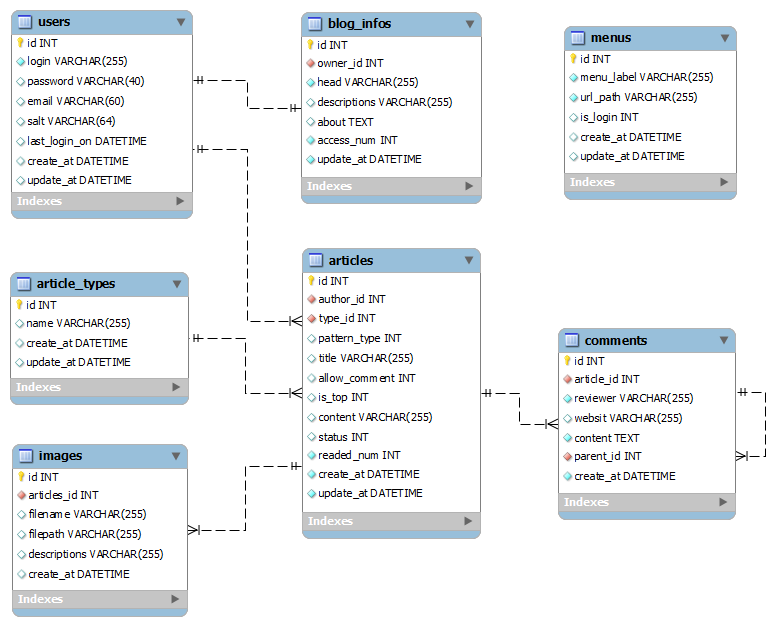 users
id INT
login VARCHAR(255)
password VARCHAR(40)
email VARCHAR(60)
salt VARCHAR(64)
last_login_on DATETIME
create_at DATETIME
update_at DATETIME
Indexes
blog_infos
id INT
owner_id INT
head VARCHAR(255)
descriptions VARCHAR(255)
about TEXT
access_num INT
update_at DATETIME
Indexes
menus
id INT
menu_label VARCHAR(255)
url_path VARCHAR(255)
is_login INT
create_at DATETIME
update_at DATETIME
Indexes
article_types
id INT
name VARCHAR(255)
create_at DATETIME
update_at DATETIME
Indexes
articles
id INT
author_id INT
type_id INT
pattern_type INT
title VARCHAR(255)
allow_comment INT
is_top INT
content VARCHAR(255)
status INT
readed_num INT
create_at DATETIME
update_at DATETIME
Indexes
comments
id INT
article_id INT
reviewer VARCHAR(255)
websit VARCHAR(255)
content TEXT
parent_id INT
create_at DATETIME
Indexes
images
id INT
articles_id INT
filename VARCHAR(255)
filepath VARCHAR(255)
descriptions VARCHAR(255)
create_at DATETIME
Indexes